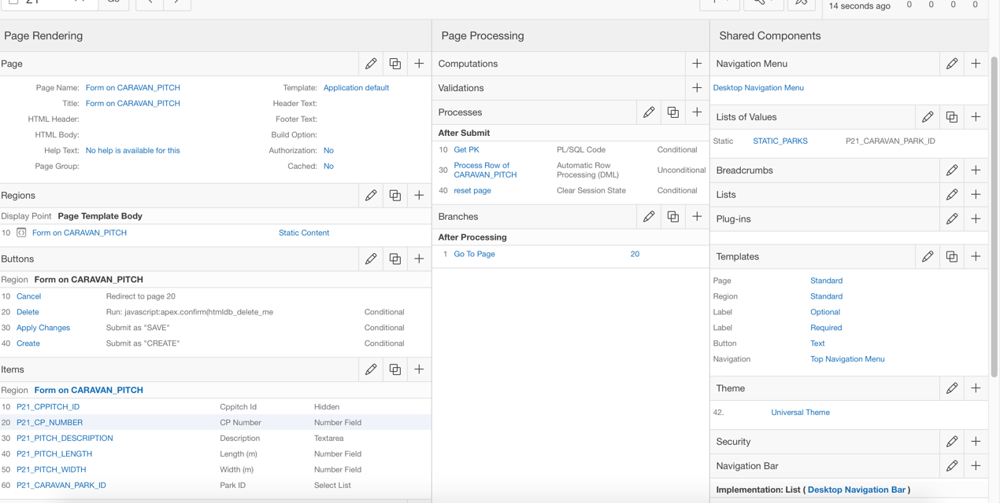 21
Go
14 seconds ago 0 0 0 0
Page Rendering
Page
Page Name: Form on CARAVAN_PITCH Template: Application default
Title: Form on CARAVAN_PITCH Header Text:
HTML Header: Footer Text:
HTML Body: Build Option:
Help Text: No help is available for this Authorization: No
Page Group: Cached: No
Regions
Display Point Page Template Body
10 Form on CARAVAN_PITCH Static Content
Buttons
Region Form on CARAVAN_PITCH
10 Cancel Redirect to page 20
20 Delete Run: javascript:apex.confirm(htmldb_delete_me Conditional
30 Apply Changes Submit as "SAVE" Conditional
40 Create Submit as "CREATE" Conditional
Items
Region Form on CARAVAN_PITCH
10 P21_CPPITCH_ID Cppitch Id Hidden
20 P21_CP_NUMBER CP Number Number Field
30 P21_PITCH_DESCRIPTION Description Textarea
40 P21_PITCH_LENGTH Length (m) Number Field
50 P21_PITCH_WIDTH Width (m) Number Field
60 P21_CARAVAN_PARK_ID Park ID Select List
Page Processing
Computations
Validations
Processes
After Submit
10 Get PK PL/SQL Code Conditional
30 Process Row of CARAVAN_PITCH Automatic Row Processing (DML) Unconditional
40 reset page Clear Session State Conditional
Branches
After Processing
1 Go To Page 20
Shared Components
Navigation Menu
Desktop Navigation Menu
Lists of Values
Static STATIC_PARKS P21_CARAVAN_PARK_ID
Breadcrumbs
Lists
Plug-ins
Templates
Page Standard
Region Standard
Label Optional
Label Required
Button Text
Navigation Top Navigation Menu
Theme
42. Universal Theme
Security
Navigation Bar
Implementation: List ( Desktop Navigation Bar )